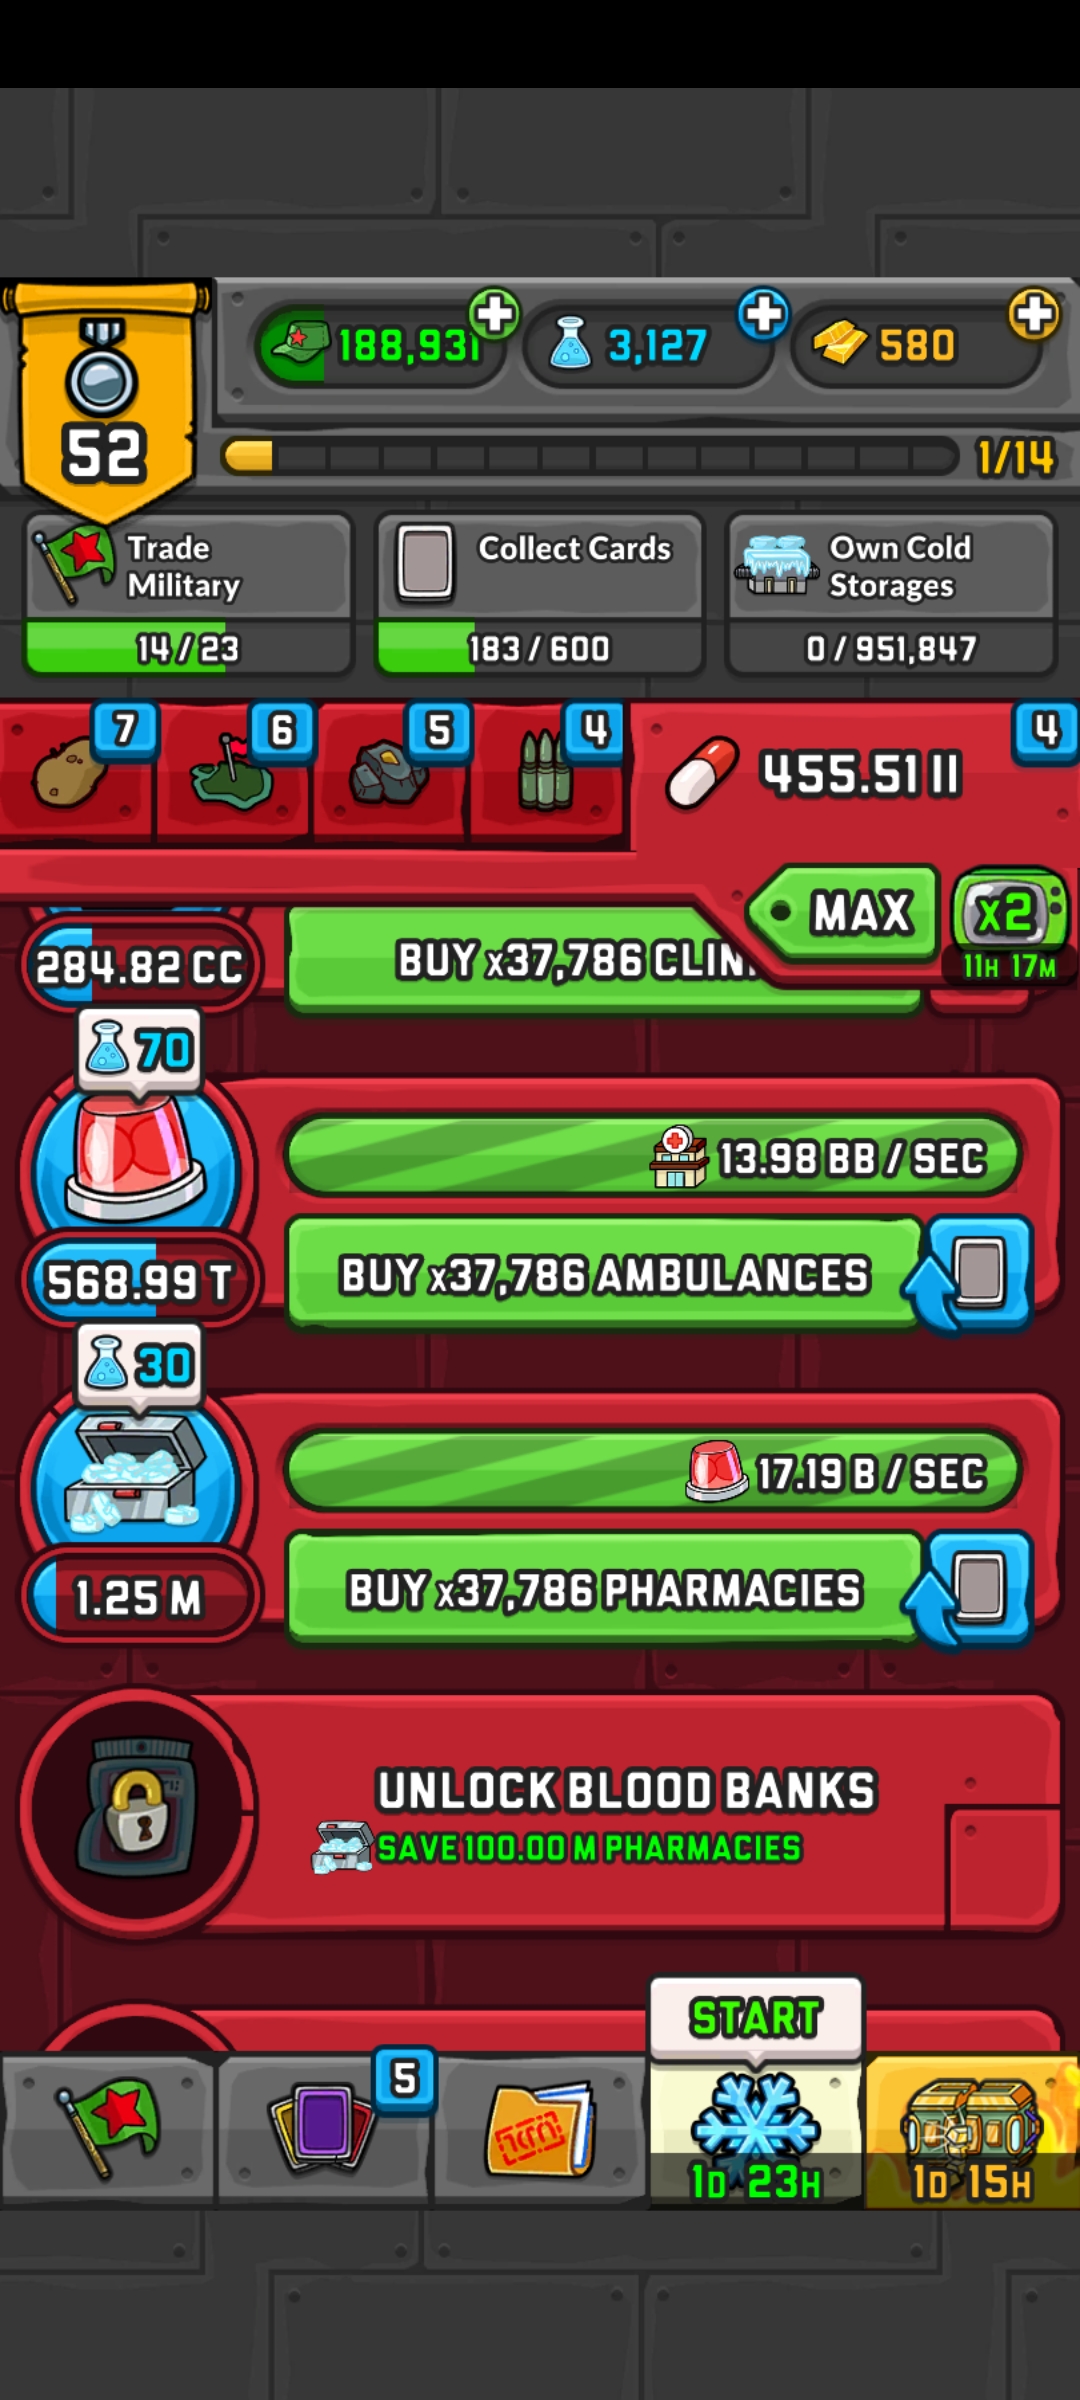 188,931
3,127
580
52
1/14
Trade
Military
14/23
Collect Cards
183/600
Own Cold
Storages
0/951,847
7
6
5
4
455.51 II
4
MAX
x2
11H 17M
284.82 CC
BUY x37,786 CLIN
70
13.98 BB / SEC
568.99 T
BUY x37,786 AMBULANCES
30
17.19 B / SEC
1.25 M
BUY x37,786 PHARMACIES
UNLOCK BLOOD BANKS
SAVE 100.00 M PHARMACIES
START
5
1D 23H
1D 15H